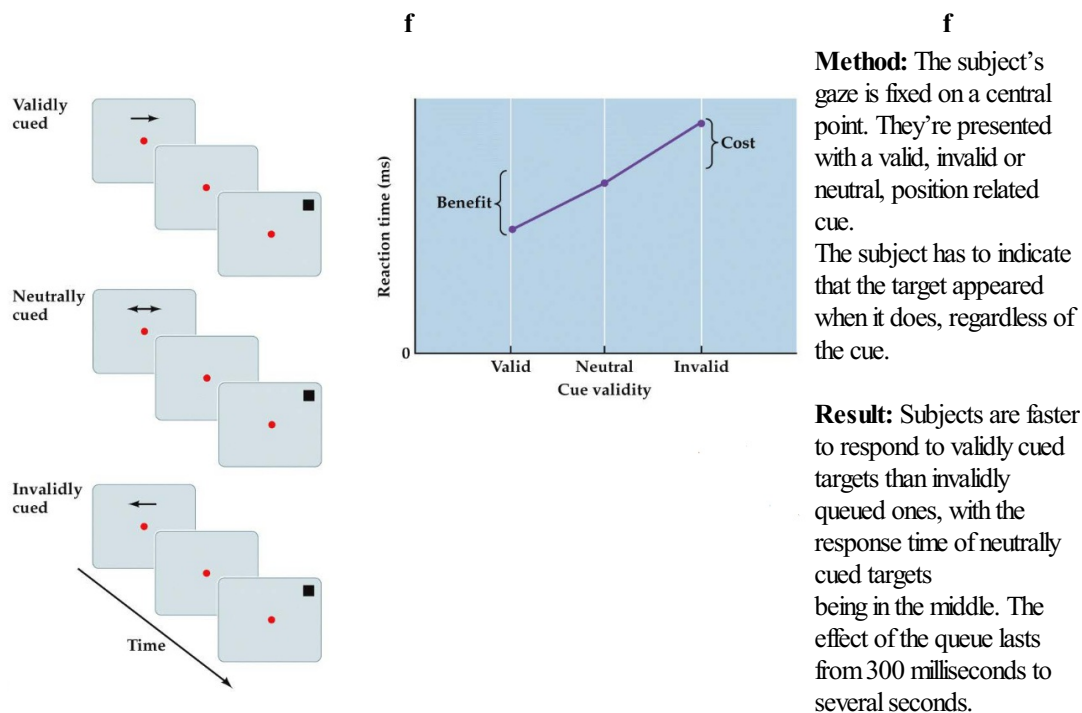 f
f
Validly
cued
Neutrally
cued
Invalidly
cued
Time
Reaction time (ms)
Benefit
Cost
0
Valid
Neutral
Invalid
Cue validity
Method: The subject’s
gaze is fixed on a central
point. They’re presented
with a valid, invalid or
neutral, position related
cue.
The subject has to indicate
that the target appeared
when it does, regardless of
the cue.
Result: Subjects are faster
to respond to validly cued
targets than invalidly
queued ones, with the
response time of neutrally
cued targets
being in the middle. The
effect of the queue lasts
from 300 milliseconds to
several seconds.